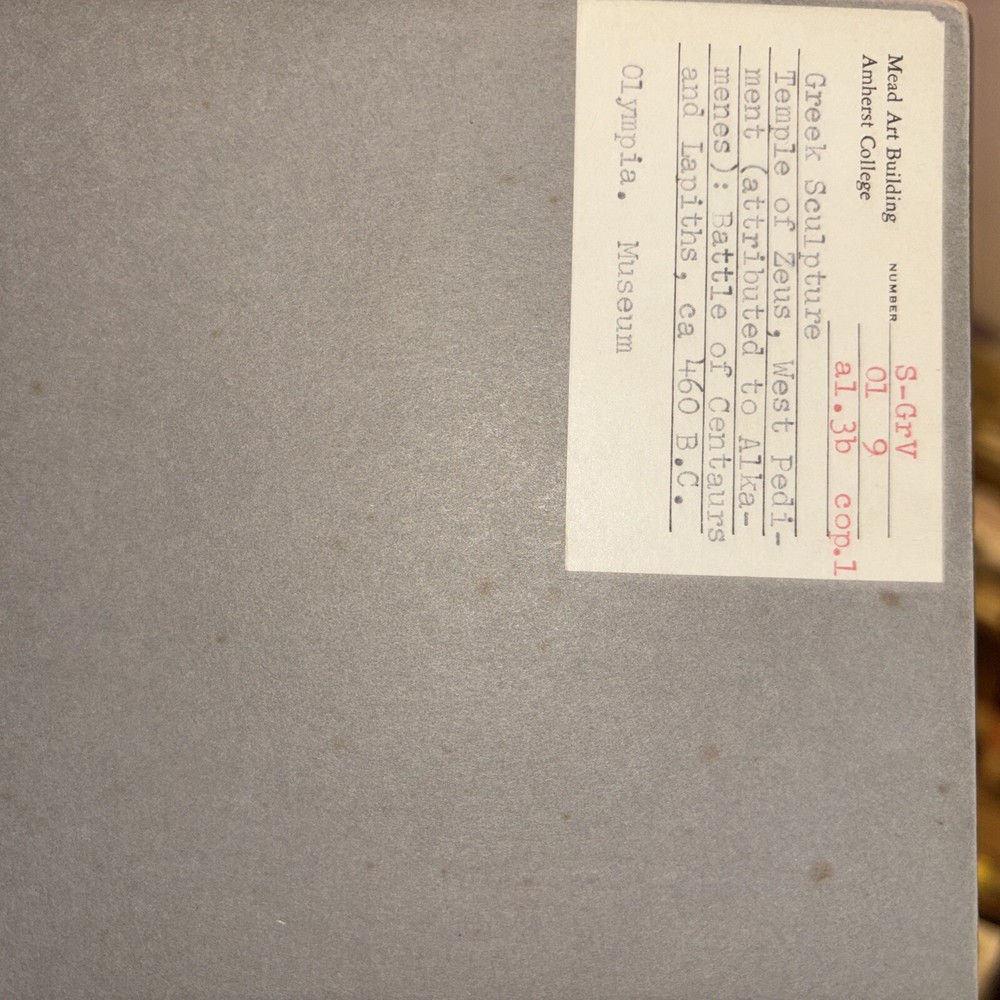 Mead Art Building
Amherst College
NUMBER
S-GrV
Ol 9
al.3b cop.1
Greek Sculpture
Temple of Zeus, West Pedi-
ment (attributed to Alka-
menes): Battle of Centaurs
and Lapiths, ca 460 B.C.
Olympia. Museum